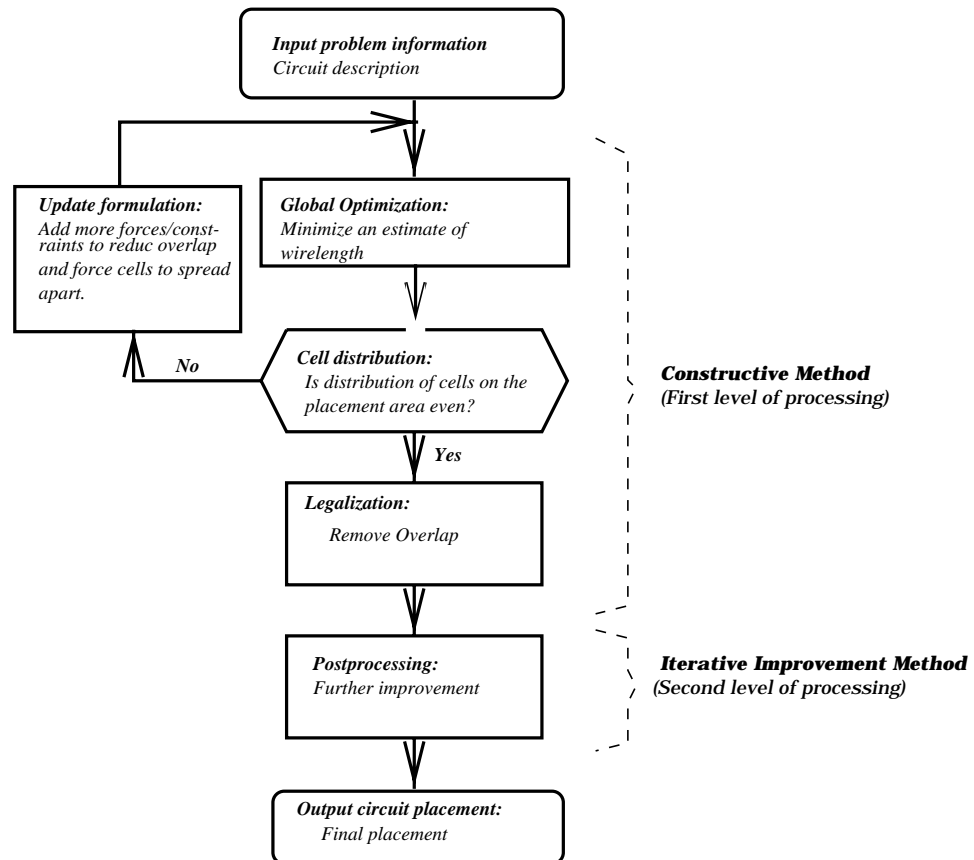 Input problem information
Circuit description
Update formulation:
Add more forces/const-
raints to reduc overlap
and force cells to spread
apart.
Global Optimization:
Minimize an estimate of
wirelength
No
Cell distribution:
Is distribution of cells on the
placement area even?
Yes
Constructive Method
(First level of processing)
Legalization:
Remove Overlap
Postprocessing:
Further improvement
Iterative Improvement Method
(Second level of processing)
Output circuit placement:
Final placement